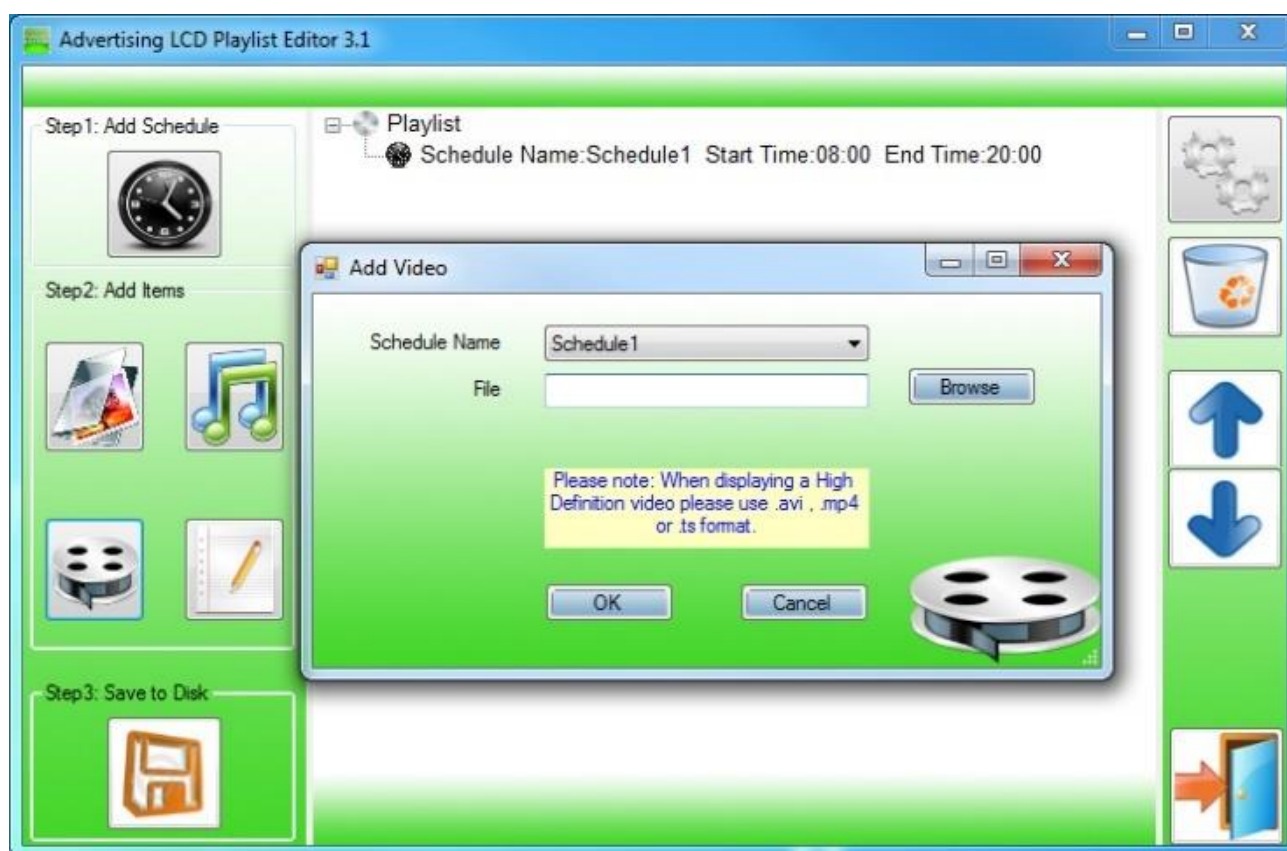 Advertising LCD Playlist Editor 3.1
Step1: Add Schedule
Playlist
Schedule Name:Schedule1 Start Time:08:00 End Time:20:00
Step2: Add Items
Add Video
Schedule Name
Schedule1
File
Browse
Please note: When displaying a High
Definition video please use .avi , .mp4
or .ts format.
OK
Cancel
Step3: Save to Disk